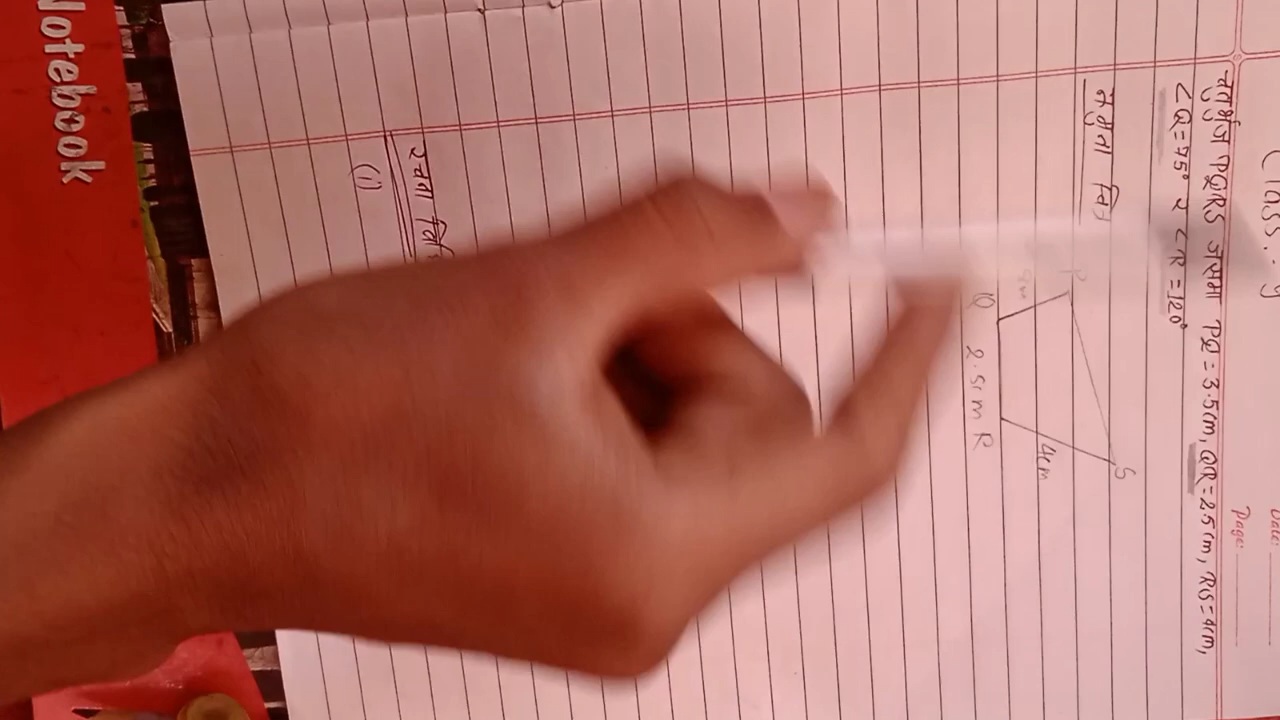 Class.. 9
Date:
Page:
चतुर्भुज PQRS जसमा PQ = 3.5cm, QR = 2.5cm, RS = 4cm,
<Q = 75° र <R = 120°
नमुना
P
S
4cm
Q 2.5cm R
रचना
(i)
Notebook